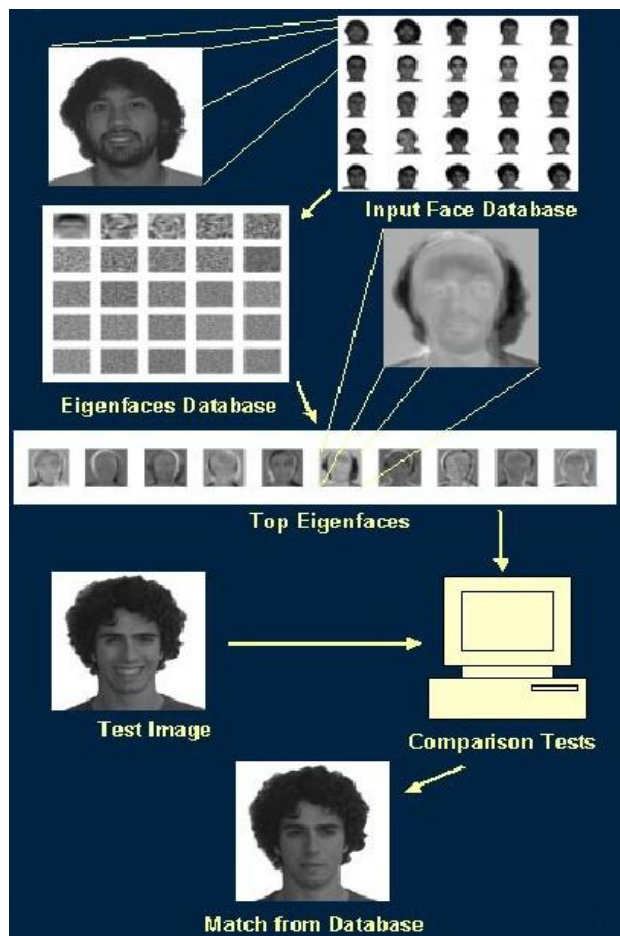 Input Face Database
Eigenfaces Database
Top Eigenfaces
Test Image
Comparison Tests
Match from Database